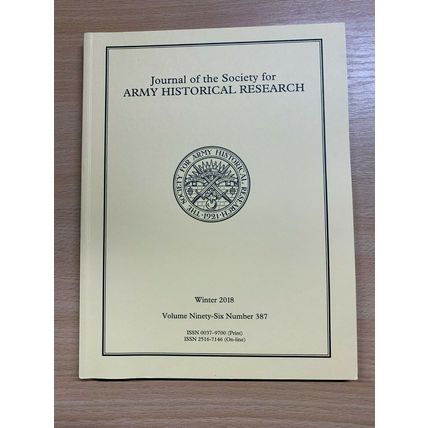 Journal of the Society for
ARMY HISTORICAL RESEARCH
THE SOCIETY FOR ARMY HISTORICAL RESEARCH
·1921·
Winter 2018
Volume Ninety-Six Number 387
ISSN 0037-9700 (Print)
ISSN 2516-7146 (On-line)